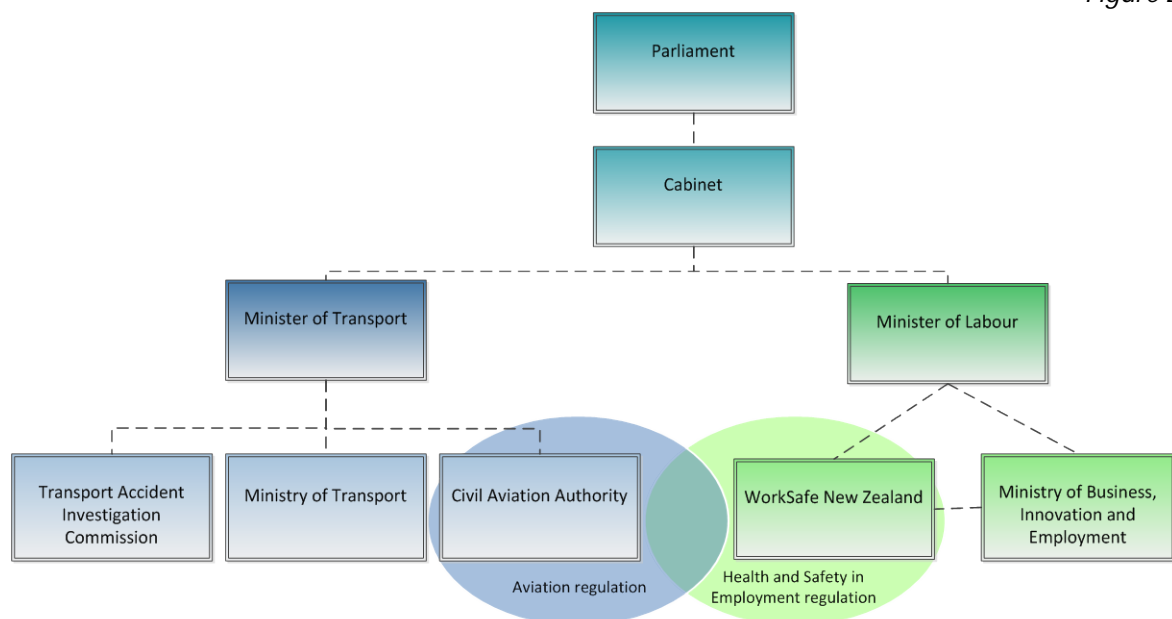 Figure
Parliament
Cabinet
Minister of Transport
Minister of Labour
Transport Accident
Investigation
Commission
Ministry of Transport
Civil Aviation Authority
WorkSafe New Zealand
Ministry of Business,
Innovation and
Employment
Aviation regulation
Health and Safety in
Employment regulation